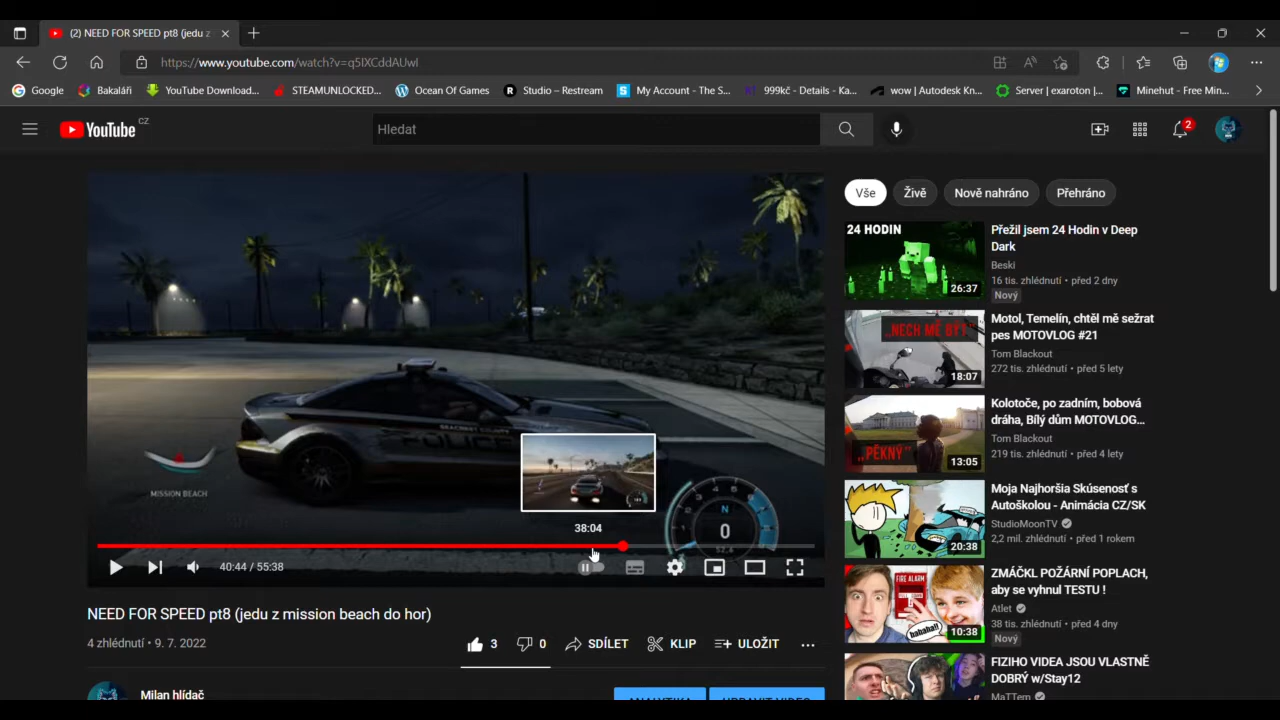 (2) NEED FOR SPEED pt8 (jedu z
https://www.youtube.com/watch?v=q5IXCddAUwI
Google
Bakaláři
YouTube Download...
STEAMUNLOCKED...
Ocean Of Games
Studio – Restream
My Account - The S...
999kč - Details - Ka...
wow | Autodesk Kn...
Server | exaroton |...
Minehut - Free Min...
YouTube CZ
Hledat
2
Vše
Živě
Nově nahráno
Přehráno
POLICE
MISSION BEACH
N
0
38:04
40:44 / 55:38
NEED FOR SPEED pt8 (jedu z mission beach do hor)
4 zhlédnutí • 9. 7. 2022
3
0
SDÍLET
KLIP
ULOŽIT
Milan hlídač
ANALYTIKA
UPRAVIT VIDEO
24 HODIN
26:37
Přežil jsem 24 Hodin v Deep
Dark
Beski
16 tis. zhlédnutí • před 2 dny
Nový
„NECH MĚ BÝT"
18:07
Motol, Temelín, chtěl mě sežrat
pes MOTOVLOG #21
Tom Blackout
272 tis. zhlédnutí • před 5 lety
„PĚKNÝ"
13:05
Kolotoče, po zadním, bobová
dráha, Bílý dům MOTOVLOG...
Tom Blackout
219 tis. zhlédnutí • před 4 lety
20:38
Moja Najhoršia Skúsenosť s
Autoškolou - Animácia CZ/SK
StudioMoonTV
2,2 mil. zhlédnutí • před 1 rokem
FIRE ALARM
bahaha!!
10:38
ZMÁČKL POŽÁRNÍ POPLACH,
aby se vyhnul TESTU !
Atlet
38 tis. zhlédnutí • před 4 dny
Nový
FIZIHO VIDEA JSOU VLASTNĚ
DOBRÝ w/Stay12
MaTTem